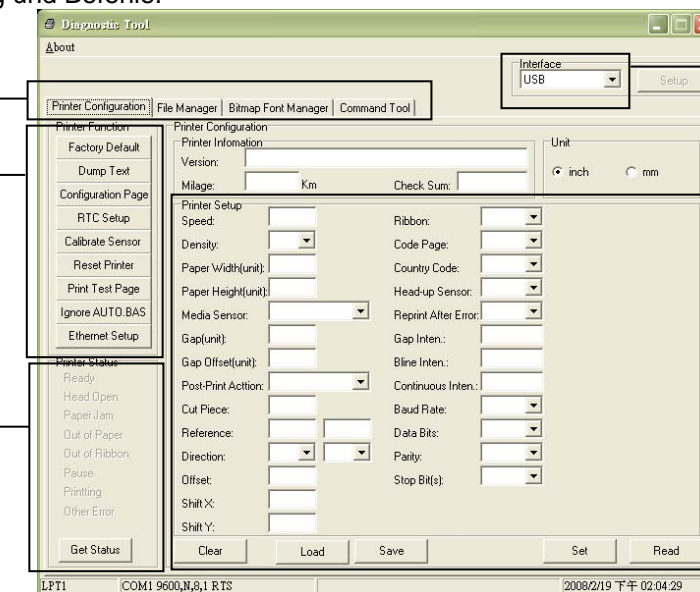 g und Befehle.
Diagnostic Tool
About
Interface
USB
Setup
Printer Configuration File Manager Bitmap Font Manager Command Tool
Printer Function
Factory Default
Dump Text
Configuration Page
RTC Setup
Calibrate Sensor
Reset Printer
Print Test Page
Ignore AUTO.BAS
Ethernet Setup
Printer Status
Ready
Head Open
Paper Jam
Out of Paper
Out of Ribbon
Pause
Printting
Other Error
Get Status
Printer Configuration
Printer Infomation
Version:
Milage: Km Check Sum:
Unit
inch mm
Printer Setup
Speed: Ribbon:
Density: Code Page:
Paper Width(unit): Country Code:
Paper Height(unit): Head-up Sensor:
Media Sensor: Reprint After Error:
Gap(unit): Gap Inten.:
Gap Offset(unit): Bline Inten.:
Post-Print Acttion: Continuous Inten.:
Cut Piece: Baud Rate:
Reference: Data Bits:
Direction: Parity:
Offset: Stop Bit(s):
Shift X:
Shift Y:
Clear Load Save Set Read
LPT1 COM1 9600,N,8,1 RTS 2008/2/19 下午 02:04:29